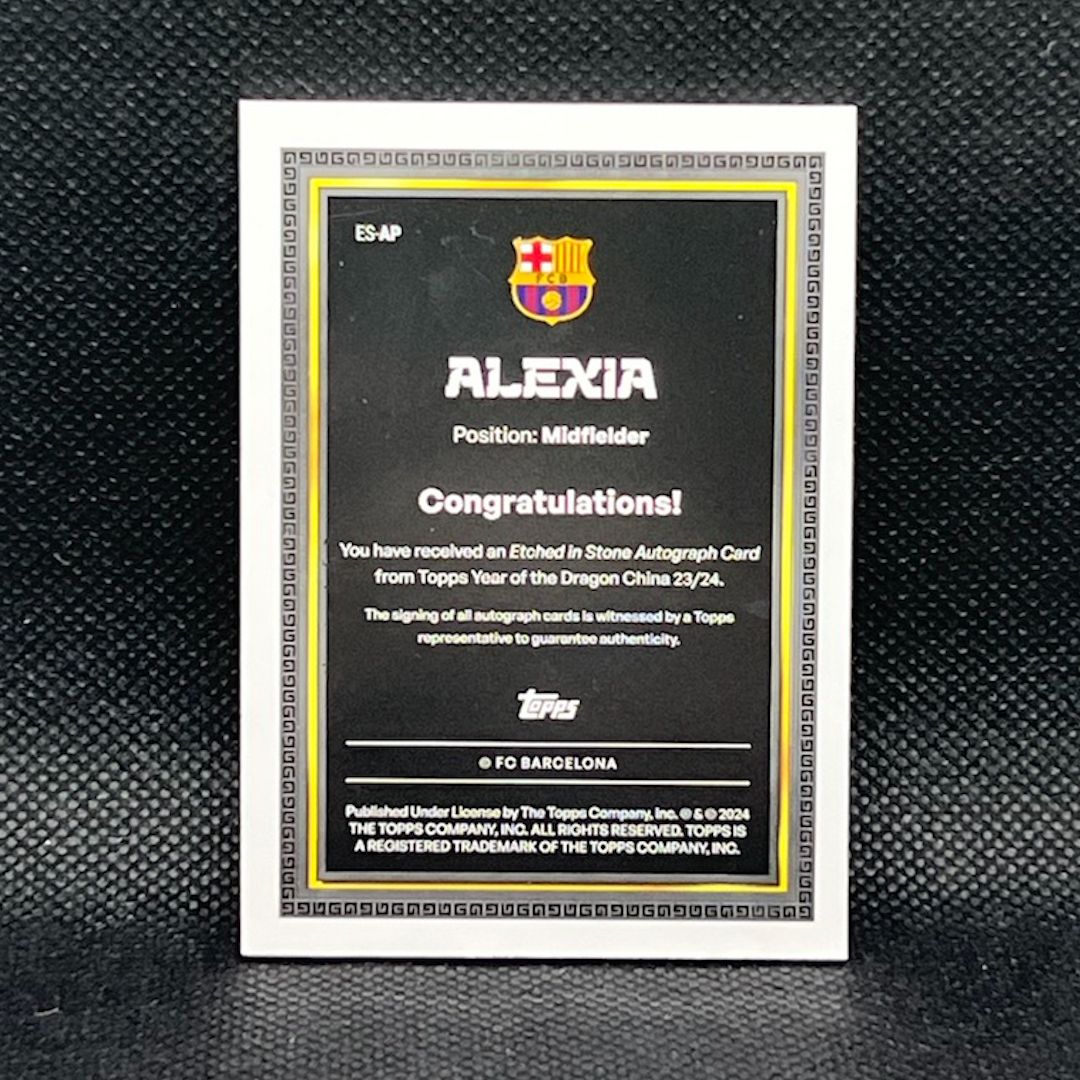 ES-AP
FCB
ALEXIA
Position: Midfielder
Congratulations!
You have received an Etched in Stone Autograph Card
from Topps Year of the Dragon China 23/24.
The signing of all autograph cards is witnessed by a Topps
representative to guarantee authenticity.
topps
© FC BARCELONA
Published Under License by The Topps Company, Inc. ® & © 2024
THE TOPPS COMPANY, INC. ALL RIGHTS RESERVED. TOPPS IS
A REGISTERED TRADEMARK OF THE TOPPS COMPANY, INC.